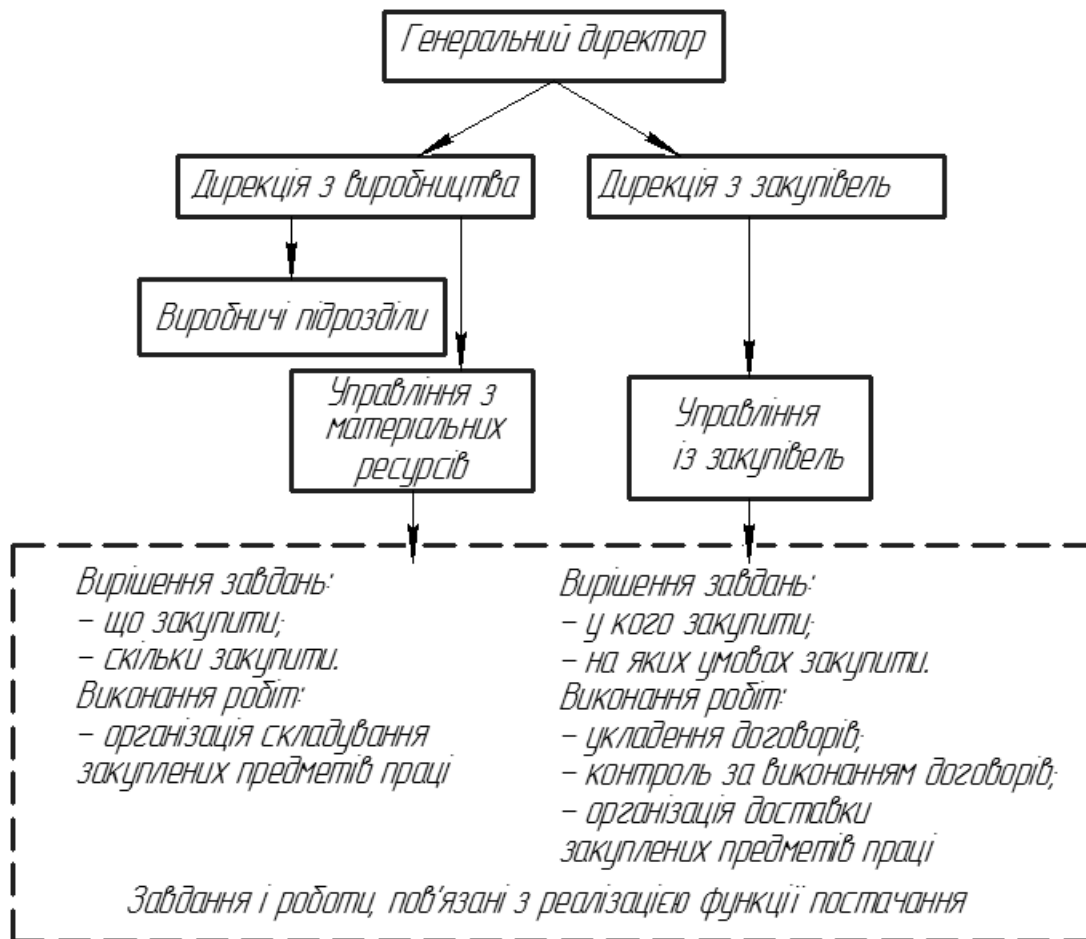 Генеральний директор
Дирекція з виробництва
Дирекція з закупівель
Виробничі підрозділи
Управління з
матеріальних
ресурсів
Управління
із закупівель
Вирішення завдань:
– що закупити;
– скільки закупити.
Виконання робіт:
– організація складування
закуплених предметів праці
Вирішення завдань:
– у кого закупити;
– на яких умовах закупити.
Виконання робіт:
– укладення договорів;
– контроль за виконанням договорів;
– організація доставки
закуплених предметів праці
Завдання і роботи, пов'язані з реалізацією функції постачання